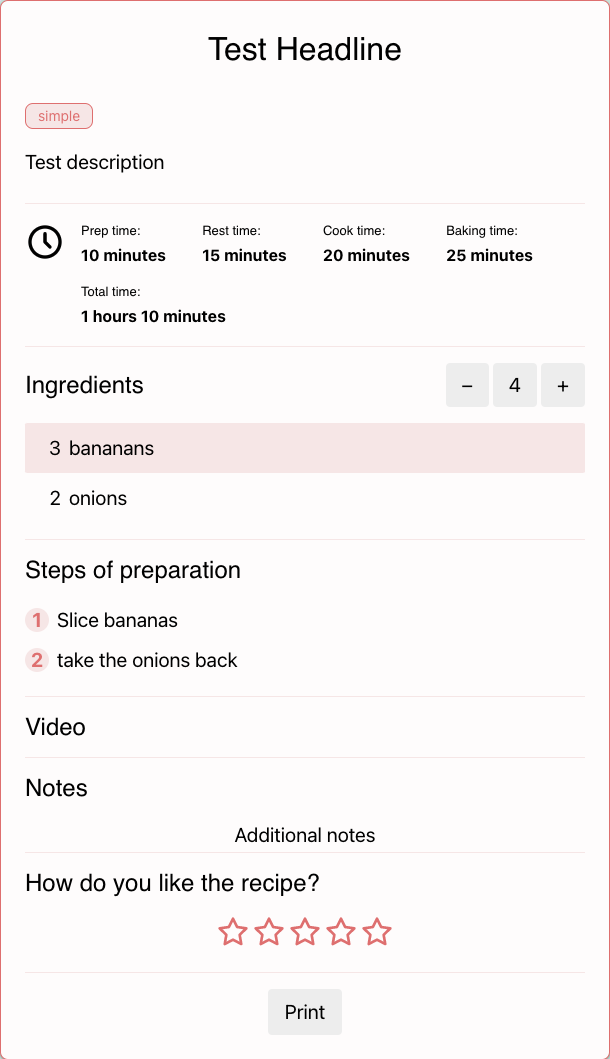 Test Headline
simple
Test description
Prep time: Rest time: Cook time: Baking time:
10 minutes 15 minutes 20 minutes 25 minutes
Total time:
1 hours 10 minutes
Ingredients − 4 +
3 bananans
2 onions
Steps of preparation
1 Slice bananas
2 take the onions back
Video
Notes
Additional notes
How do you like the recipe?
Print